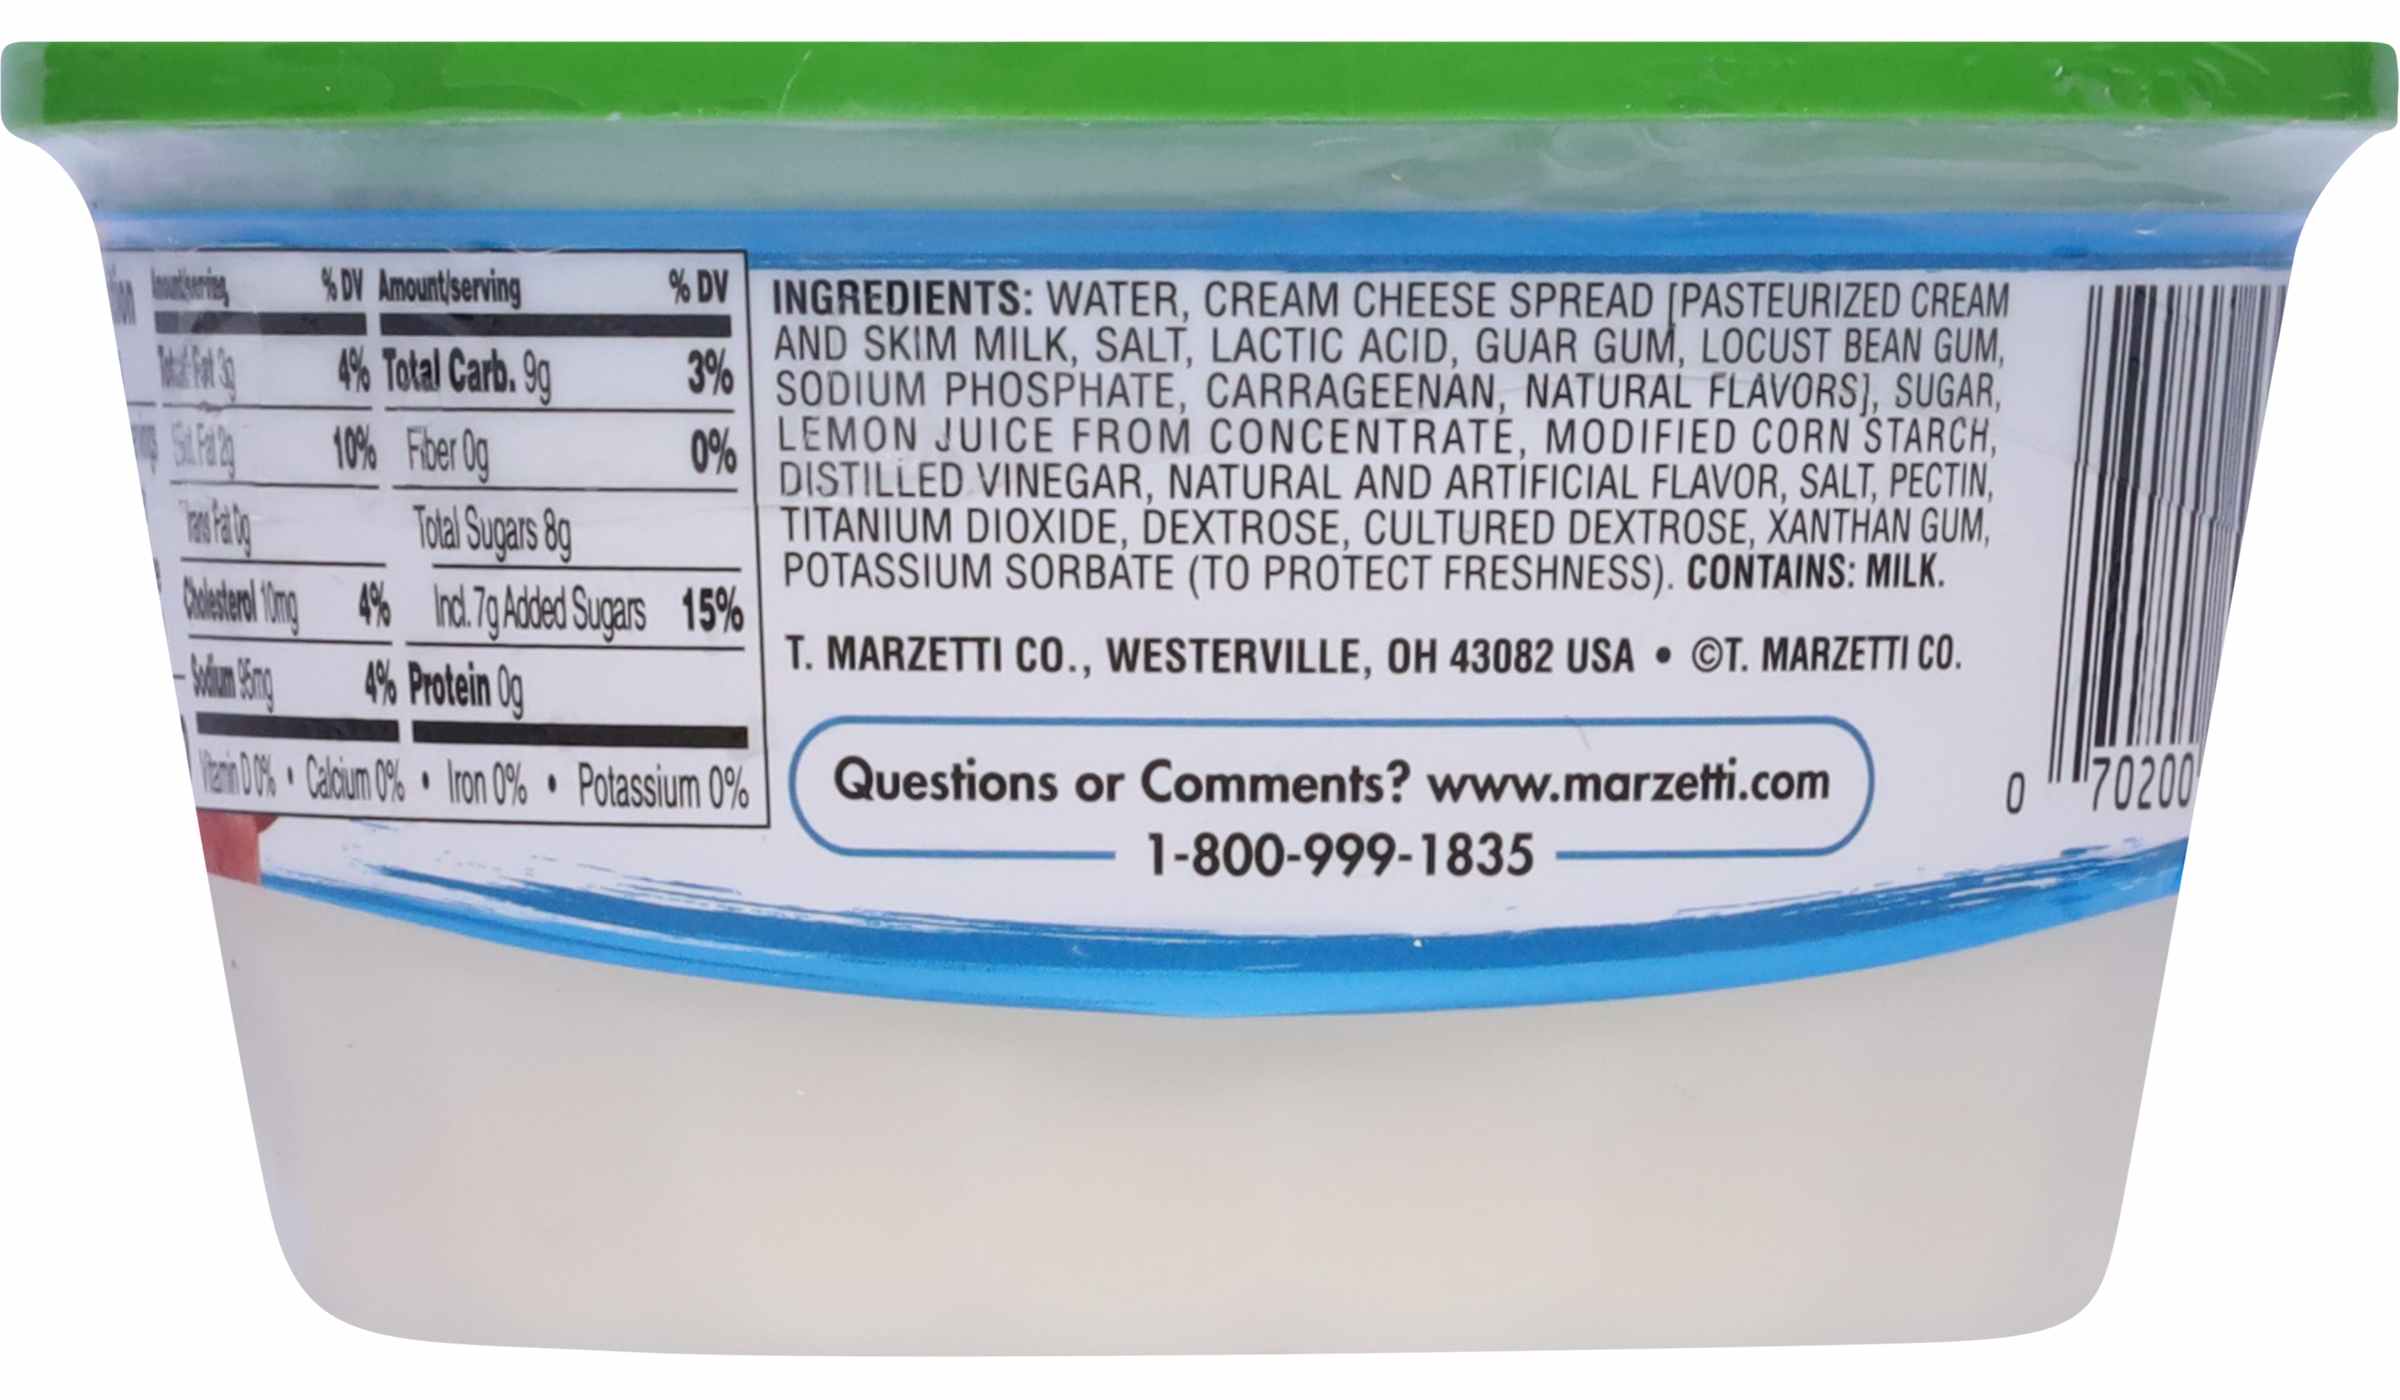 Amount/serving % DV Amount/serving % DV
Total Fat 3g 4% Total Carb. 9g 3%
Sat. Fat 2g 10% Fiber 0g 0%
Trans Fat 0g Total Sugars 8g
Cholesterol 10mg 4% Incl. 7g Added Sugars 15%
Sodium 95mg 4% Protein 0g
Vitamin D 0% • Calcium 0% • Iron 0% • Potassium 0%
INGREDIENTS: WATER, CREAM CHEESE SPREAD [PASTEURIZED CREAM
AND SKIM MILK, SALT, LACTIC ACID, GUAR GUM, LOCUST BEAN GUM,
SODIUM PHOSPHATE, CARRAGEENAN, NATURAL FLAVORS], SUGAR,
LEMON JUICE FROM CONCENTRATE, MODIFIED CORN STARCH,
DISTILLED VINEGAR, NATURAL AND ARTIFICIAL FLAVOR, SALT, PECTIN,
TITANIUM DIOXIDE, DEXTROSE, CULTURED DEXTROSE, XANTHAN GUM,
POTASSIUM SORBATE (TO PROTECT FRESHNESS). CONTAINS: MILK.
T. MARZETTI CO., WESTERVILLE, OH 43082 USA • ©T. MARZETTI CO.
Questions or Comments? www.marzetti.com
1-800-999-1835
0 70200